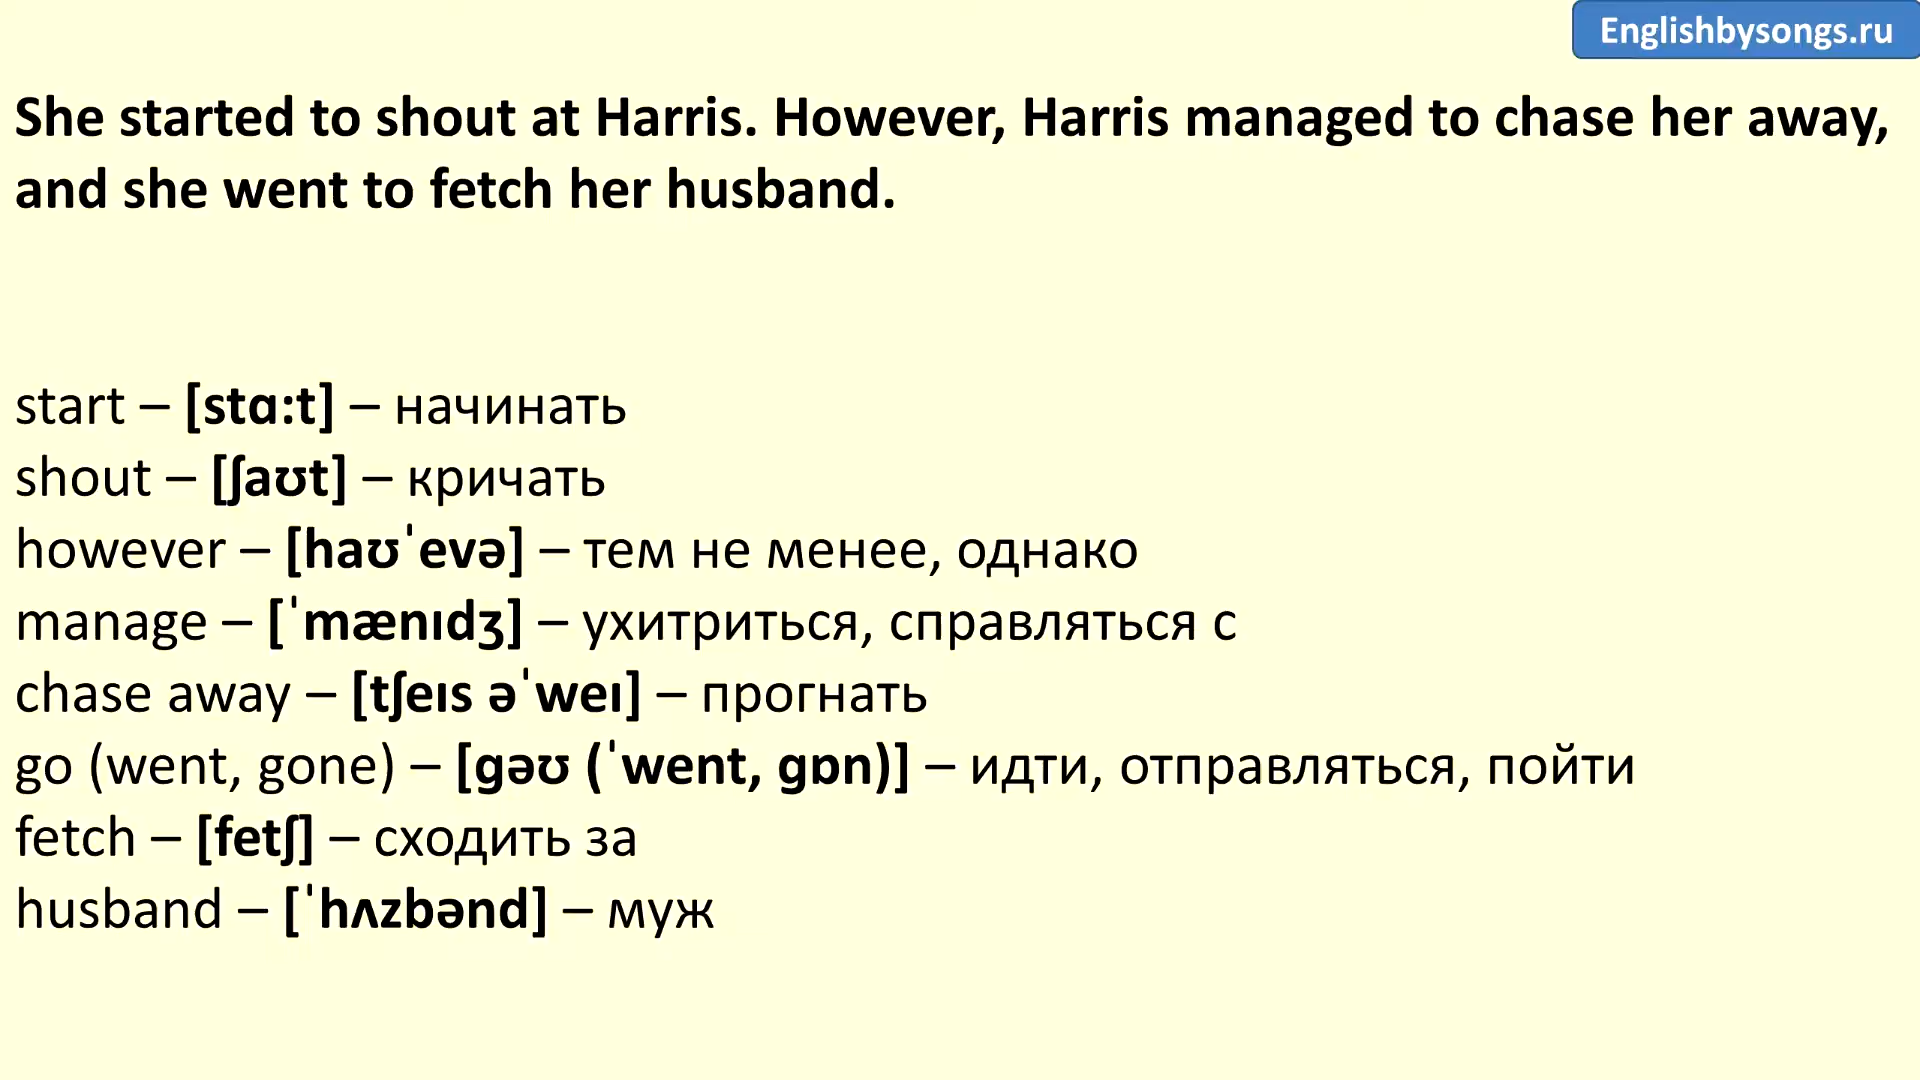 Englishbysongs.ru
She started to shout at Harris. However, Harris managed to chase her away,
and she went to fetch her husband.
start – [stɑ:t] – начинать
shout – [ʃaʊt] – кричать
however – [haʊˈevə] – тем не менее, однако
manage – [ˈmænɪdʒ] – ухитриться, справляться с
chase away – [tʃeɪs əˈweɪ] – прогнать
go (went, gone) – [gəʊ (ˈwent, gɒn)] – идти, отправляться, пойти
fetch – [fetʃ] – сходить за
husband – [ˈhʌzbənd] – муж